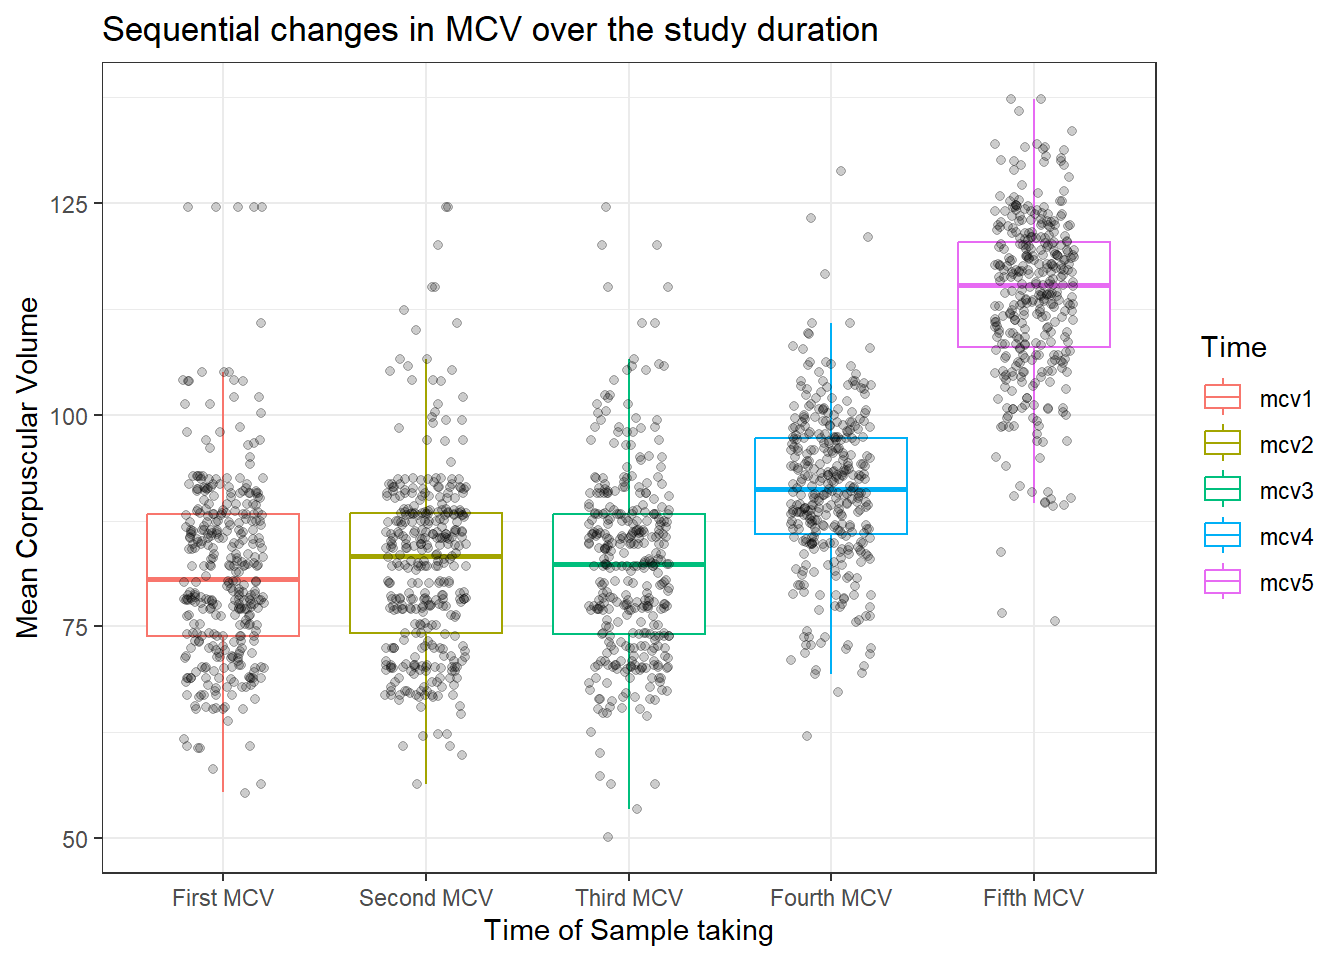 Sequential changes in MCV over the study duration
Mean Corpuscular Volume
125
100
75
50
First MCV
Second MCV
Third MCV
Fourth MCV
Fifth MCV
Time of Sample taking
Time
mcv1
mcv2
mcv3
mcv4
mcv5